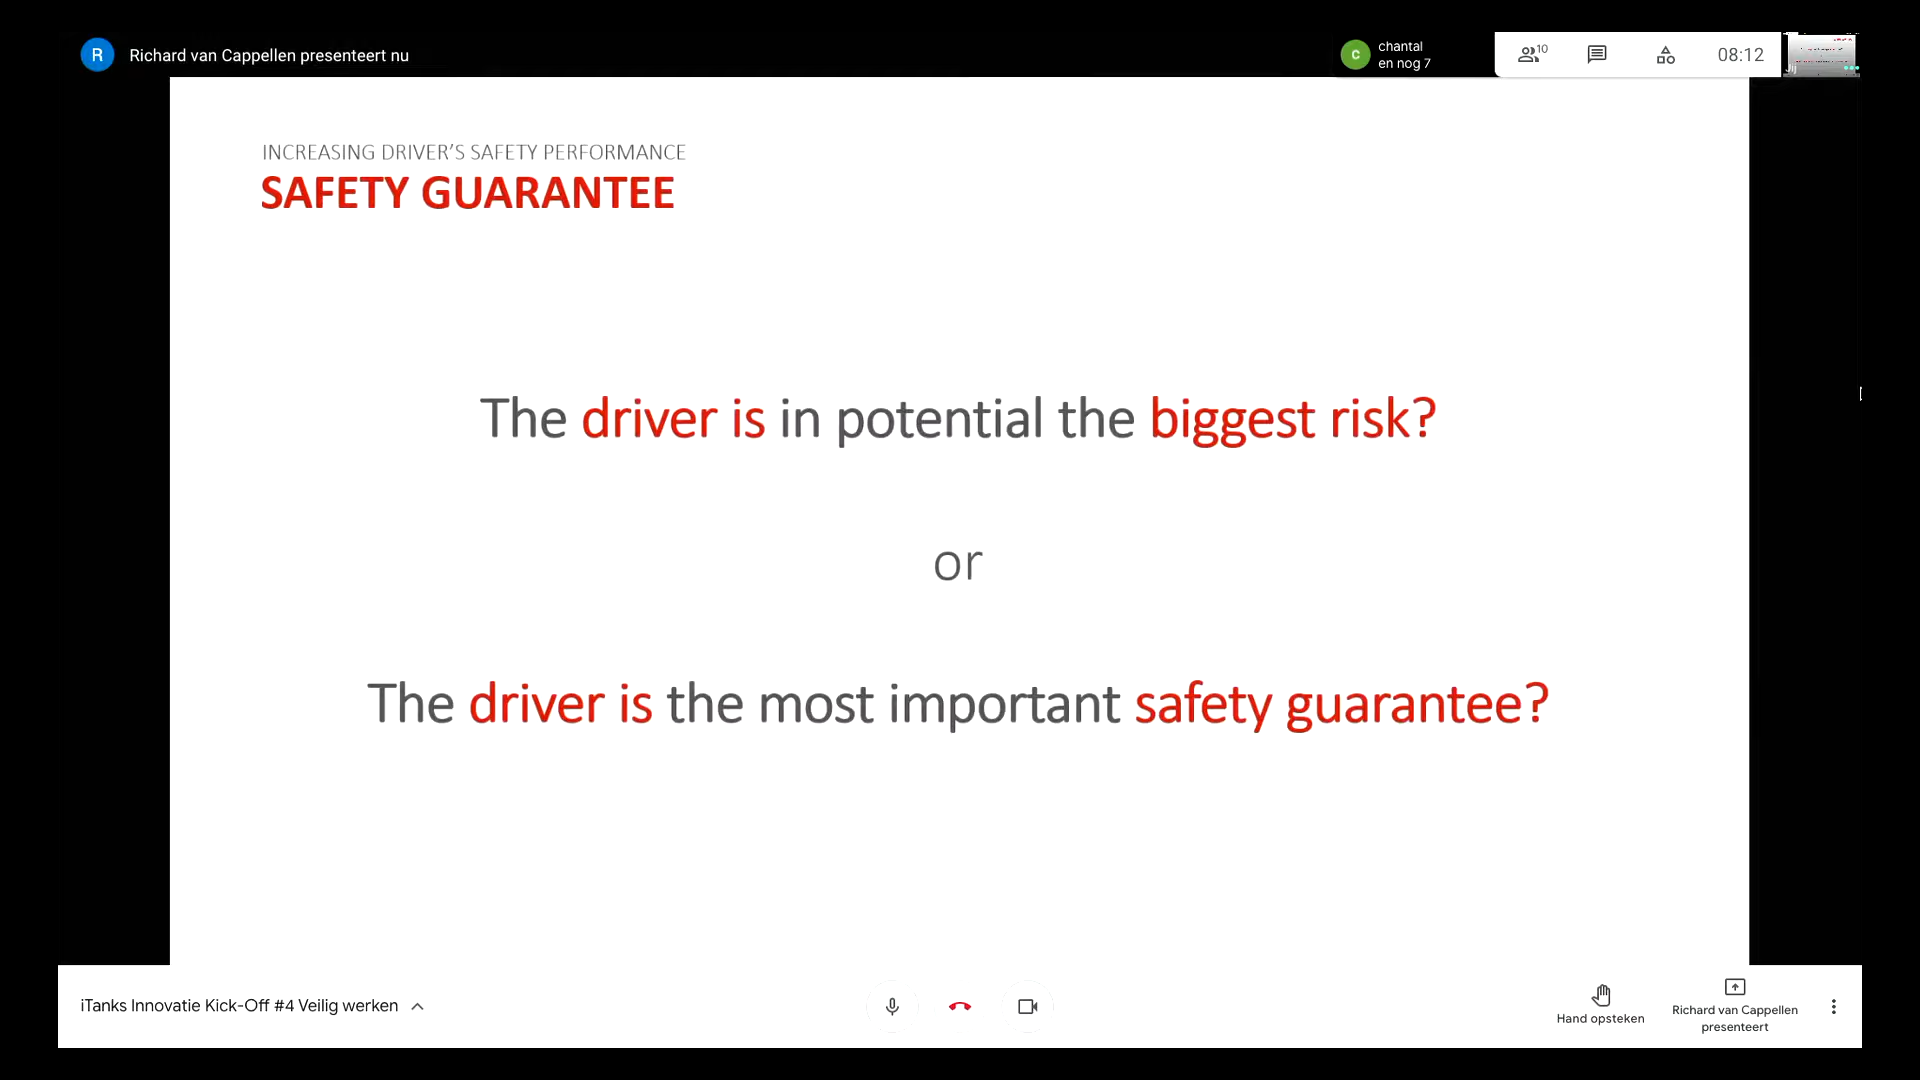 R Richard van Cappellen presenteert nu
c chantal
en nog 7
10
08:12
INCREASING DRIVER'S SAFETY PERFORMANCE
SAFETY GUARANTEE
The driver is in potential the biggest risk?
or
The driver is the most important safety guarantee?
iTanks Innovatie Kick-Off #4 Veilig werken
Hand opsteken
Richard van Cappellen
presenteert